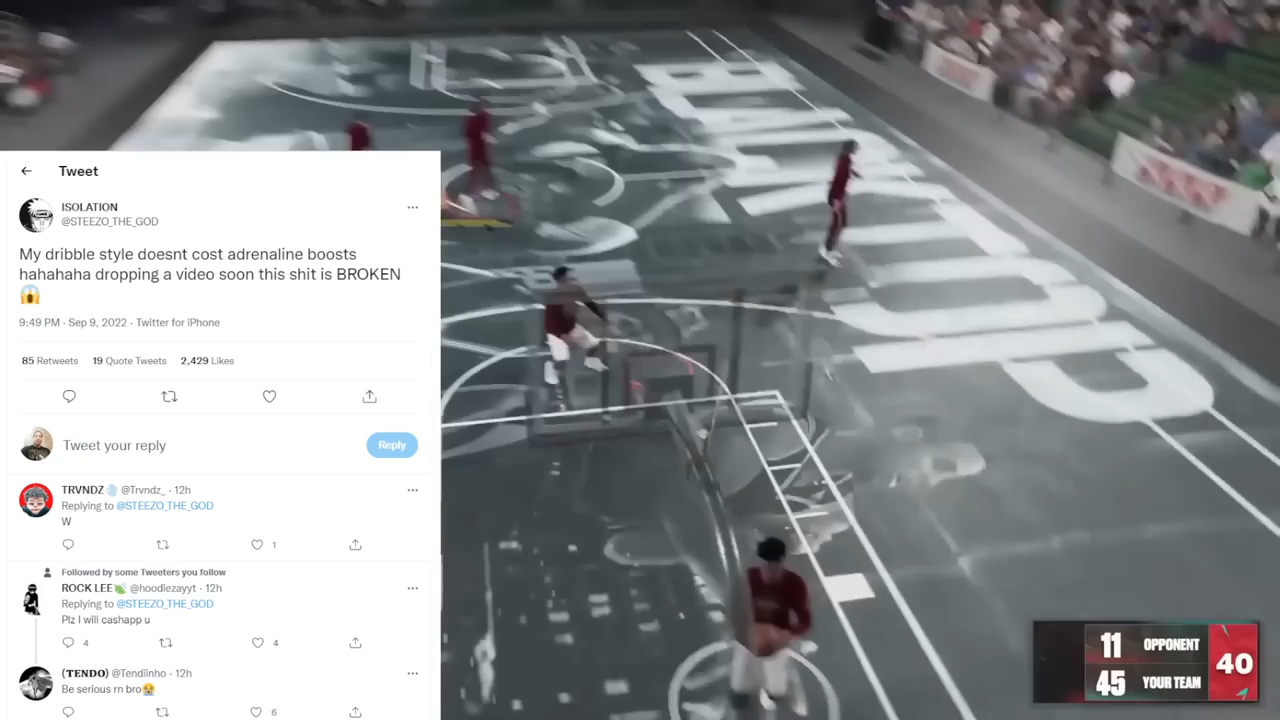 Tweet
ISOLATION
@STEEZO_THE_GOD
My dribble style doesnt cost adrenaline boosts
hahahaha dropping a video soon this shit is BROKEN
😱
9:49 PM · Sep 9, 2022 · Twitter for iPhone
85 Retweets 19 Quote Tweets 2,429 Likes
Tweet your reply
Reply
TRVNDZ @Trvndz_ · 12h
Replying to @STEEZO_THE_GOD
W
1
Followed by some Tweeters you follow
ROCK LEE🍃 @hoodiezayyt · 12h
Replying to @STEEZO_THE_GOD
Plz I will cashapp u
4 4
(𝐓𝐄𝐍𝐃𝐎) @Tendiinho · 12h
Be serious rn bro😭
6
11 OPPONENT
45 YOUR TEAM
40